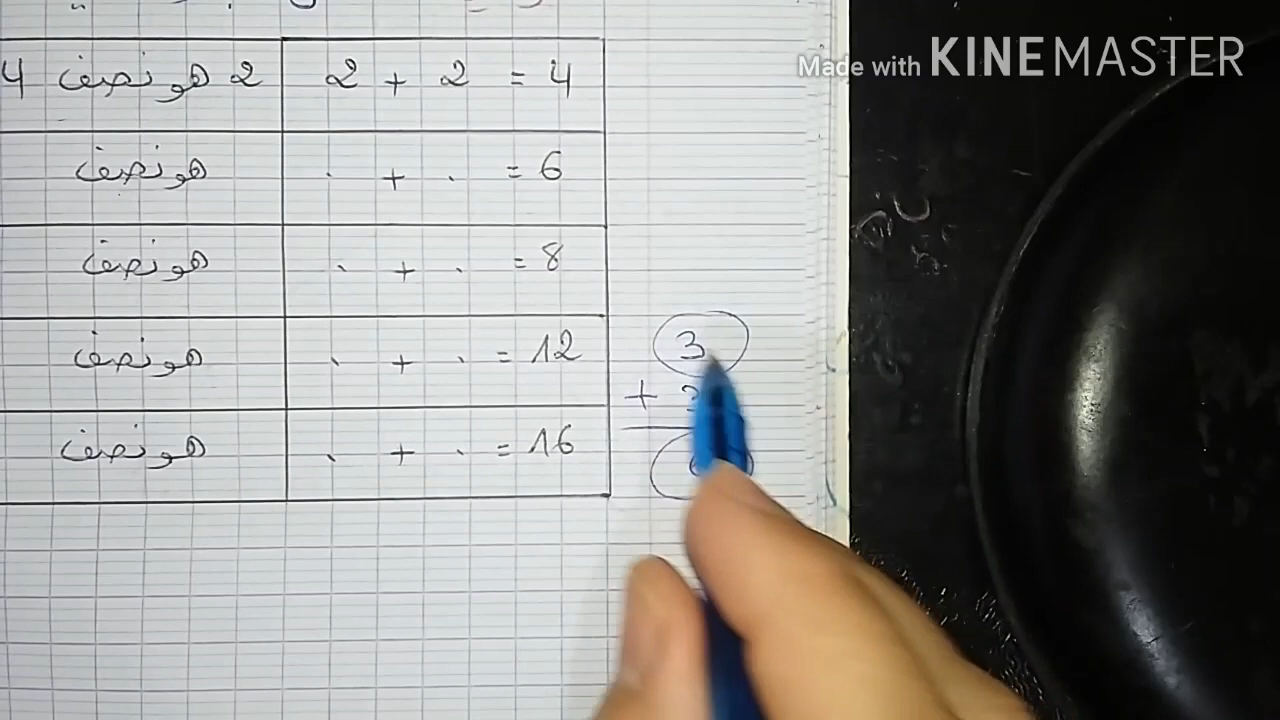 Made with KINEMASTER
2 هو نصف 4
2 + 2 = 4
هو نصف
. + . = 6
هو نصف
. + . = 8
هو نصف
. + . = 12
هو نصف
. + . = 16
3
+